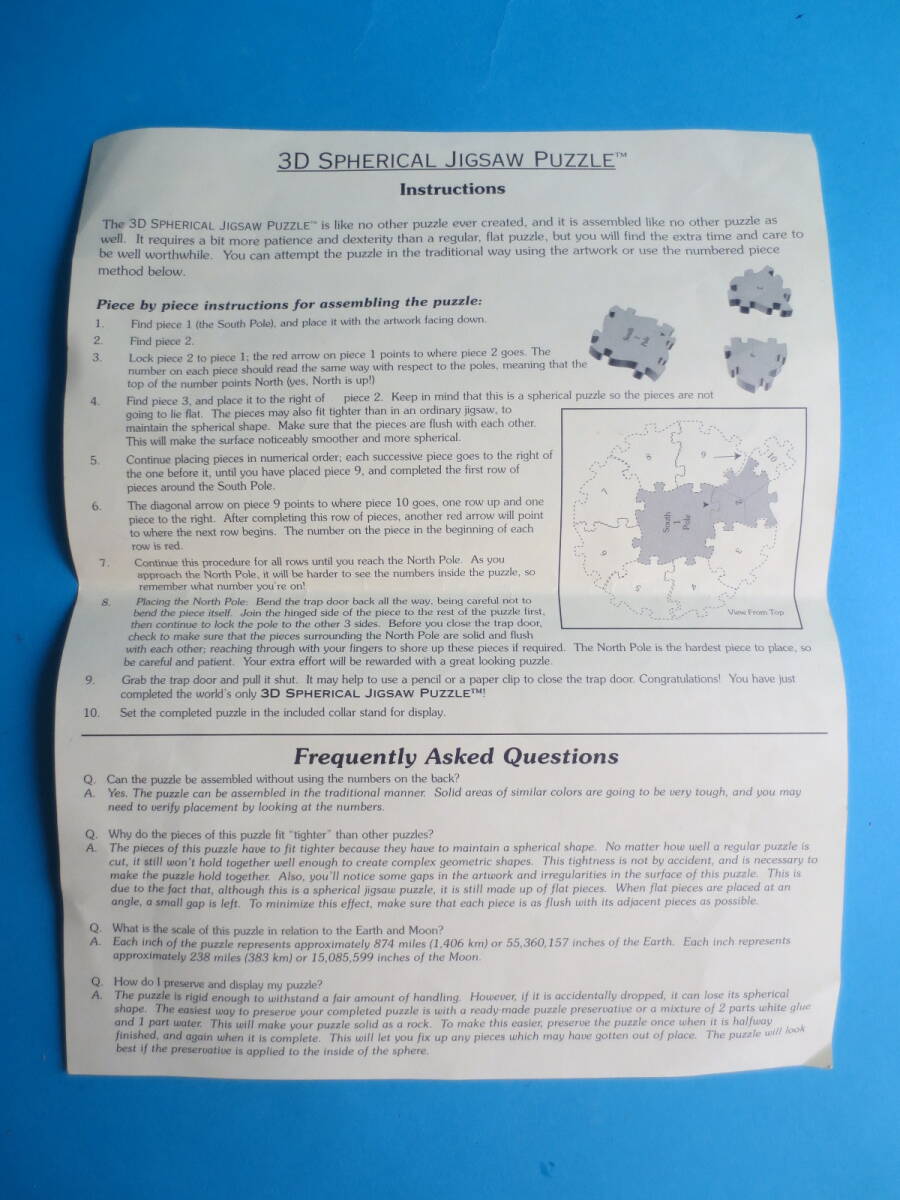 3D SPHERICAL JIGSAW PUZZLE™
Instructions
The 3D SPHERICAL JIGSAW PUZZLE™ is like no other puzzle ever created, and it is assembled like no other puzzle as
well. It requires a bit more patience and dexterity than a regular, flat puzzle, but you will find the extra time and care to
be well worthwhile. You can attempt the puzzle in the traditional way using the artwork or use the numbered piece
method below.
Piece by piece instructions for assembling the puzzle:
1. Find piece 1 (the South Pole), and place it with the artwork facing down.
2. Find piece 2.
3. Lock piece 2 to piece 1; the red arrow on piece 1 points to where piece 2 goes. The
number on each piece should read the same way with respect to the poles, meaning that the
top of the number points North (yes, North is up!)
4. Find piece 3, and place it to the right of piece 2. Keep in mind that this is a spherical puzzle so the pieces are not
going to lie flat. The pieces may also fit tighter than in an ordinary jigsaw, to
maintain the spherical shape. Make sure that the pieces are flush with each other.
This will make the surface noticeably smoother and more spherical.
5. Continue placing pieces in numerical order; each successive piece goes to the right of
the one before it, until you have placed piece 9, and completed the first row of
pieces around the South Pole.
6. The diagonal arrow on piece 9 points to where piece 10 goes, one row up and one
piece to the right. After completing this row of pieces, another red arrow will point
to where the next row begins. The number on the piece in the beginning of each
row is red.
7. Continue this procedure for all rows until you reach the North Pole. As you
approach the North Pole, it will be harder to see the numbers inside the puzzle, so
remember what number you're on!
8. Placing the North Pole: Bend the trap door back all the way, being careful not to
bend the piece itself. Join the hinged side of the piece to the rest of the puzzle first,
then continue to lock the pole to the other 3 sides. Before you close the trap door,
check to make sure that the pieces surrounding the North Pole are solid and flush
with each other; reaching through with your fingers to shore up these pieces if required. The North Pole is the hardest piece to place, so
be careful and patient. Your extra effort will be rewarded with a great looking puzzle.
9. Grab the trap door and pull it shut. It may help to use a pencil or a paper clip to close the trap door. Congratulations! You have just
completed the world's only 3D SPHERICAL JIGSAW PUZZLE™!
10. Set the completed puzzle in the included collar stand for display.
8
9
10
7
South
1
Pole
2
6
3
5
4
View From Top
Frequently Asked Questions
Q. Can the puzzle be assembled without using the numbers on the back?
A. Yes. The puzzle can be assembled in the traditional manner. Solid areas of similar colors are going to be very tough, and you may
need to verify placement by looking at the numbers.
Q. Why do the pieces of this puzzle fit "tighter" than other puzzles?
A. The pieces of this puzzle have to fit tighter because they have to maintain a spherical shape. No matter how well a regular puzzle is
cut, it still won't hold together well enough to create complex geometric shapes. This tightness is not by accident, and is necessary to
make the puzzle hold together. Also, you'll notice some gaps in the artwork and irregularities in the surface of this puzzle. This is
due to the fact that, although this is a spherical jigsaw puzzle, it is still made up of flat pieces. When flat pieces are placed at an
angle, a small gap is left. To minimize this effect, make sure that each piece is as flush with its adjacent pieces as possible.
Q. What is the scale of this puzzle in relation to the Earth and Moon?
A. Each inch of the puzzle represents approximately 874 miles (1,406 km) or 55,360,157 inches of the Earth. Each inch represents
approximately 238 miles (383 km) or 15,085,599 inches of the Moon.
Q. How do I preserve and display my puzzle?
A. The puzzle is rigid enough to withstand a fair amount of handling. However, if it is accidentally dropped, it can lose its spherical
shape. The easiest way to preserve your completed puzzle is with a ready-made puzzle preservative or a mixture of 2 parts white glue
and 1 part water. This will make your puzzle solid as a rock. To make this easier, preserve the puzzle once when it is halfway
finished, and again when it is complete. This will let you fix up any pieces which may have gotten out of place. The puzzle will look
best if the preservative is applied to the inside of the sphere.